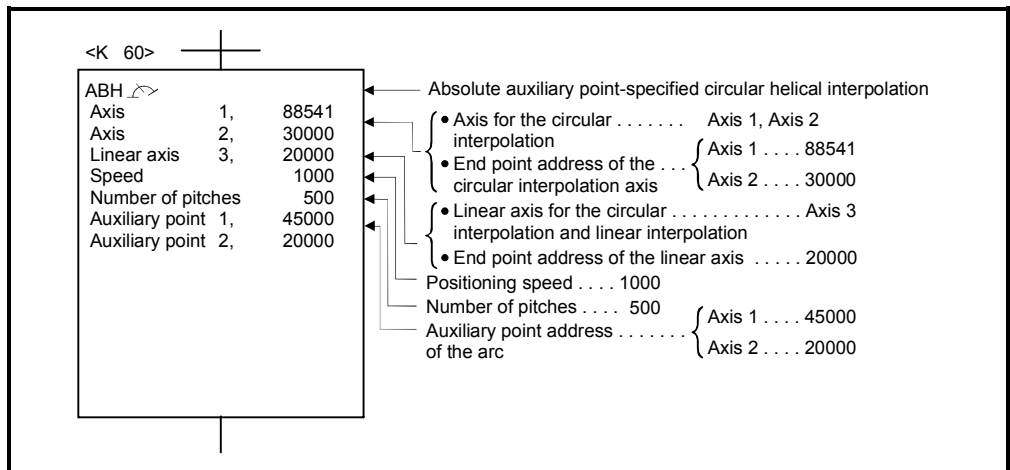 <K 60>
ABH
Axis 1, 88541
Axis 2, 30000
Linear axis 3, 20000
Speed 1000
Number of pitches 500
Auxiliary point 1, 45000
Auxiliary point 2, 20000
Absolute auxiliary point-specified circular helical interpolation
• Axis for the circular . . . . . . . Axis 1, Axis 2
interpolation
• End point address of the . . .
circular interpolation axis
Axis 1 . . . . 88541
Axis 2 . . . . 30000
• Linear axis for the circular . . . . . . . . . . . . . Axis 3
interpolation and linear interpolation
• End point address of the linear axis . . . . . 20000
Positioning speed . . . . 1000
Number of pitches . . . . 500
Auxiliary point address . . . . . . .
of the arc
Axis 1 . . . . 45000
Axis 2 . . . . 20000